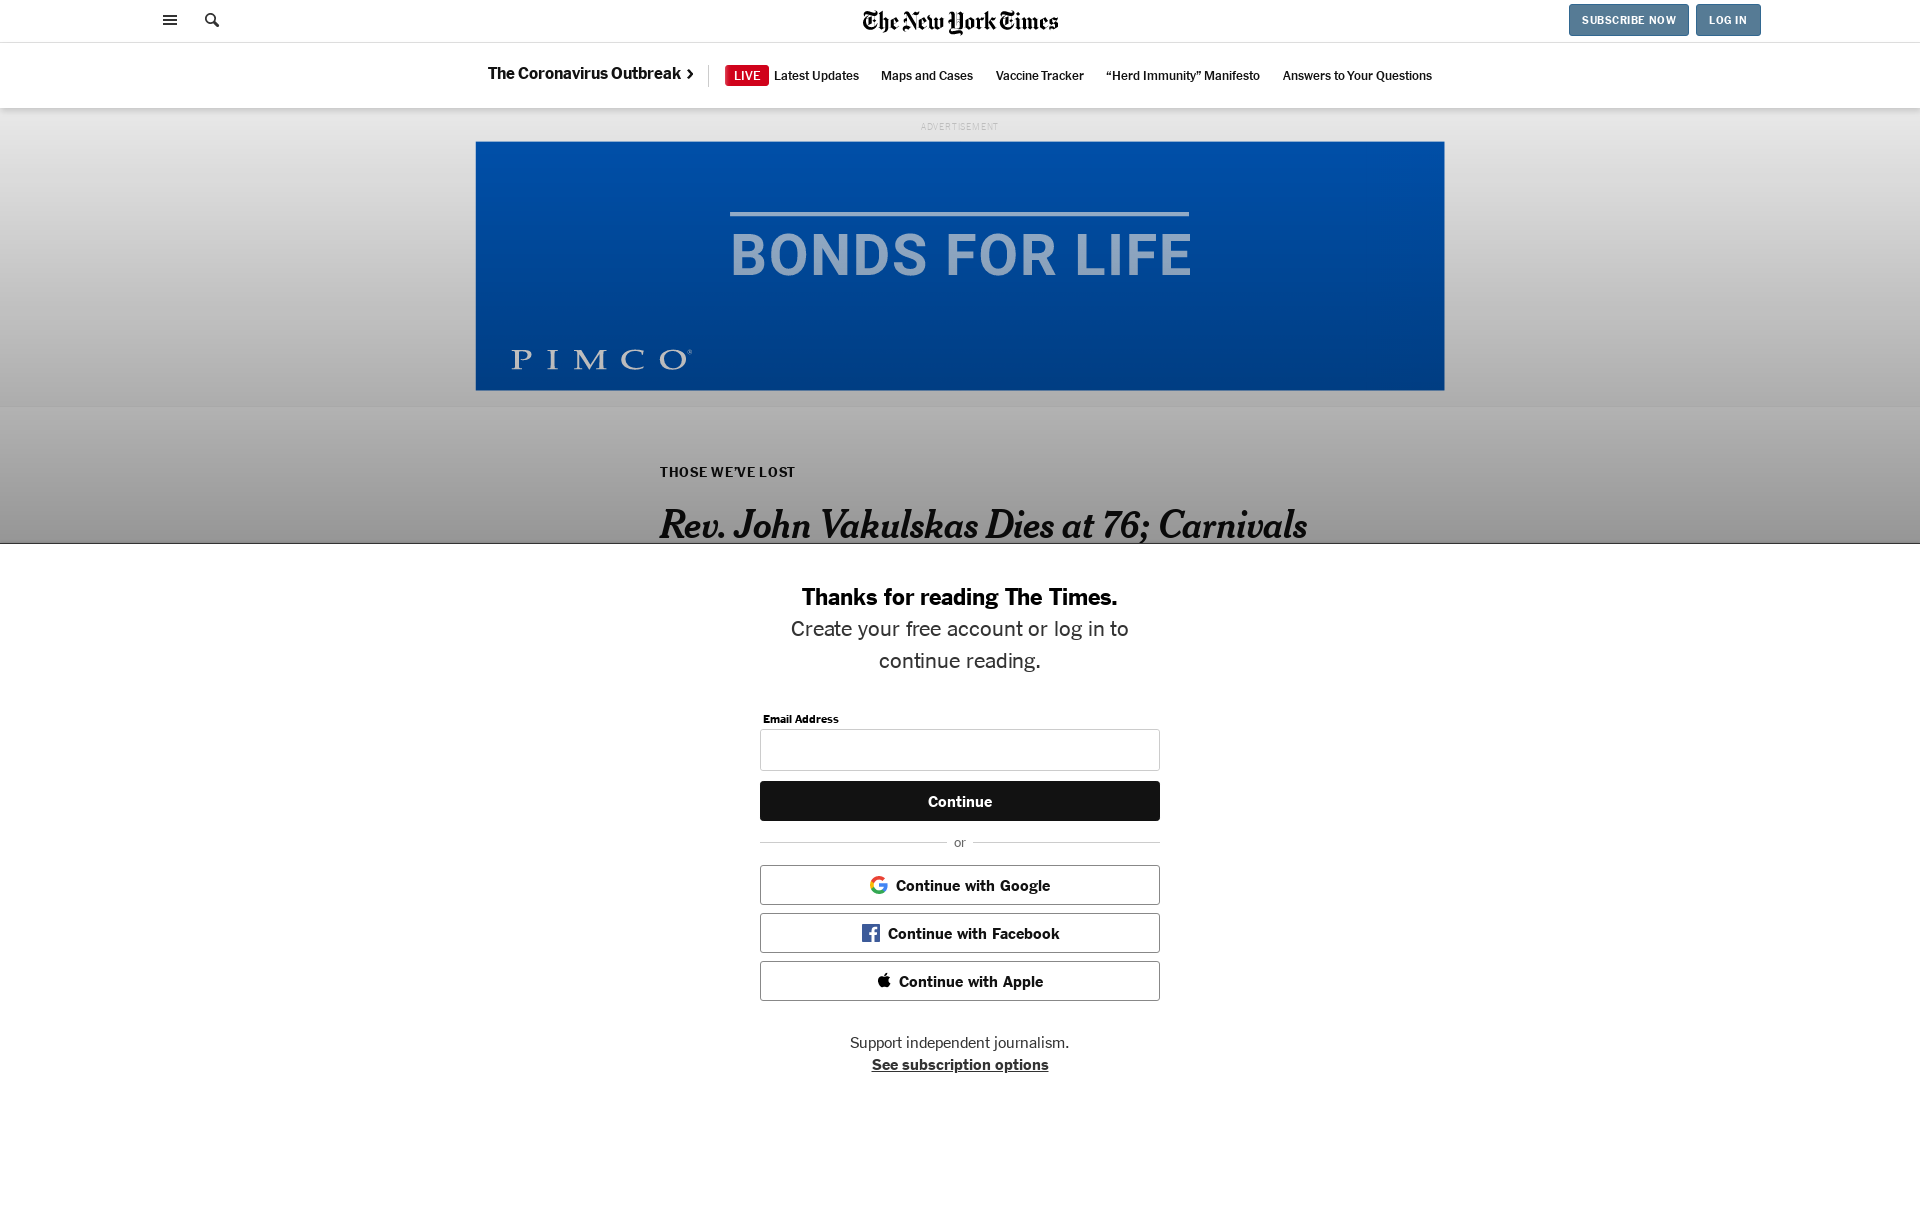 The New York Times
SUBSCRIBE NOW
LOG IN
The Coronavirus Outbreak
LIVE Latest Updates
Maps and Cases
Vaccine Tracker
“Herd Immunity” Manifesto
Answers to Your Questions
ADVERTISEMENT
BONDS FOR LIFE
PIMCO®
THOSE WE’VE LOST
Rev. John Vakulskas Dies at 76; Carnivals
Thanks for reading The Times.
Create your free account or log in to
continue reading.
Email Address
Continue
or
Continue with Google
Continue with Facebook
Continue with Apple
Support independent journalism.
See subscription options